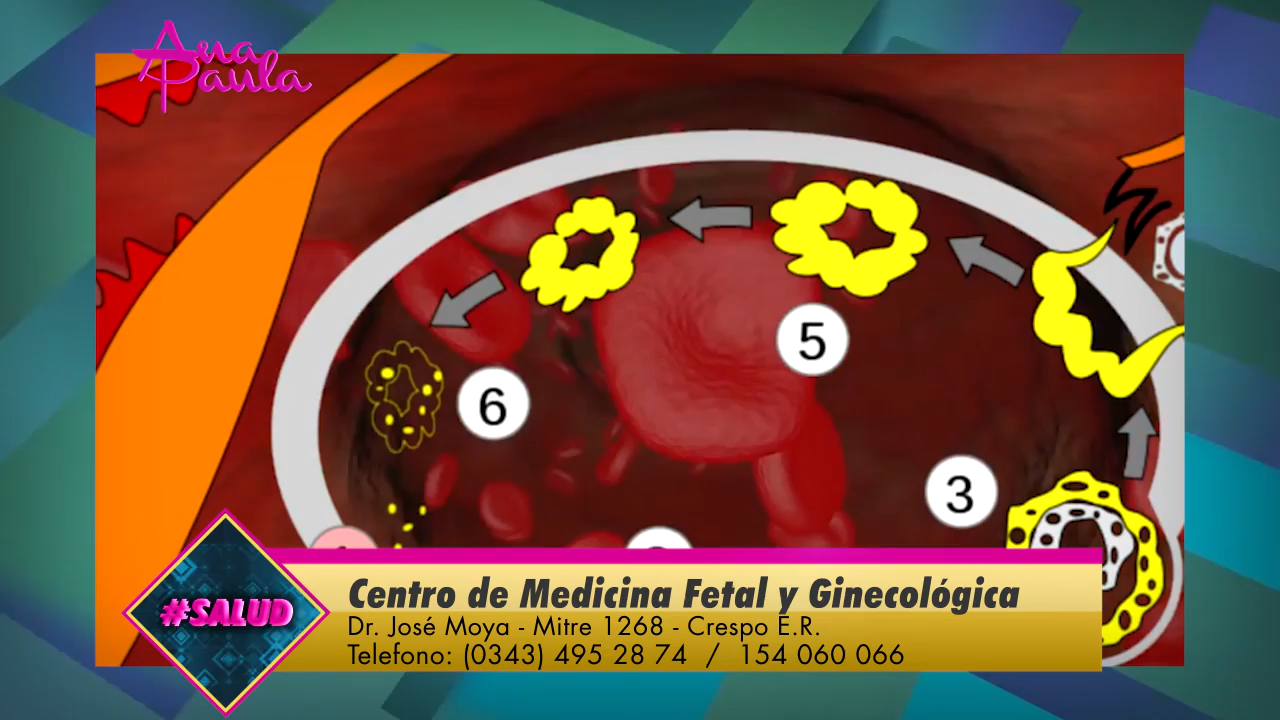 Ana
Paula
5
6
3
#SALUD
Centro de Medicina Fetal y Ginecológica
Dr. José Moya - Mitre 1268 - Crespo E.R.
Telefono: (0343) 495 28 74 / 154 060 066